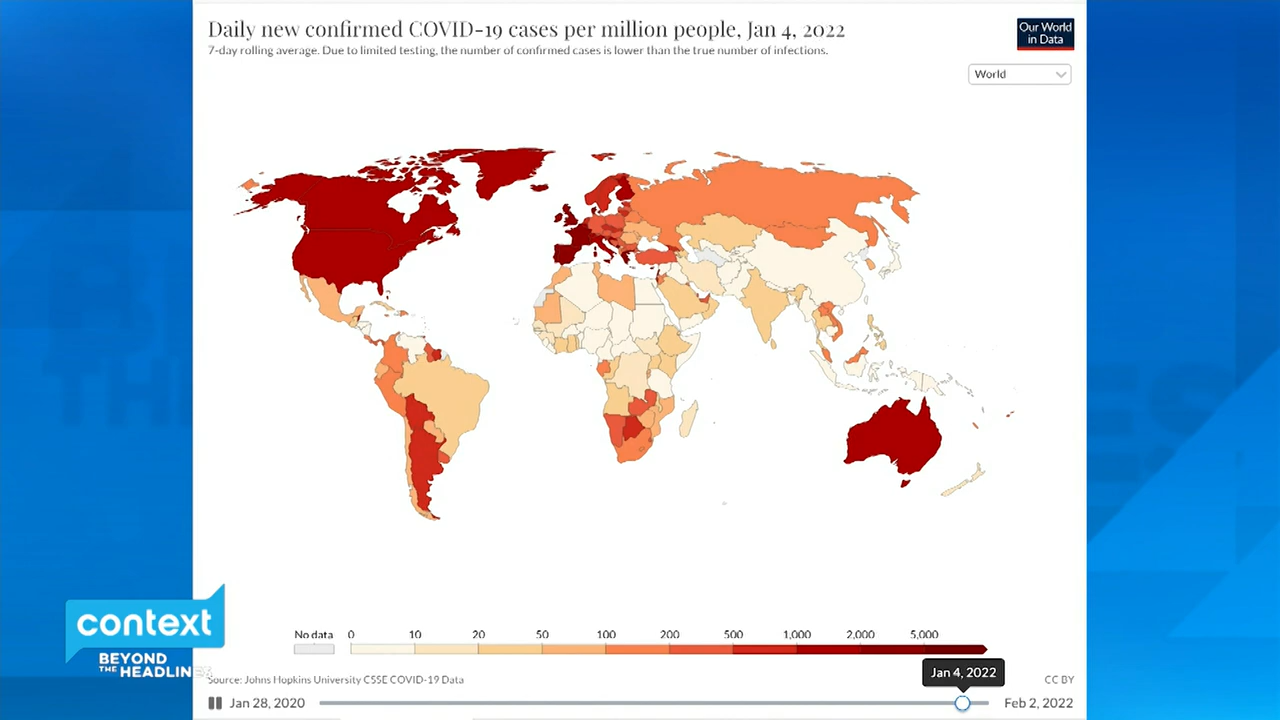 Daily new confirmed COVID-19 cases per million people, Jan 4, 2022
7-day rolling average. Due to limited testing, the number of confirmed cases is lower than the true number of infections.
Our World
in Data
World
No data 0 10 20 50 100 200 500 1,000 2,000 5,000
context
BEYOND
THE HEADLINES
Source: Johns Hopkins University CSSE COVID-19 Data
CC BY
Jan 4, 2022
Jan 28, 2020
Feb 2, 2022